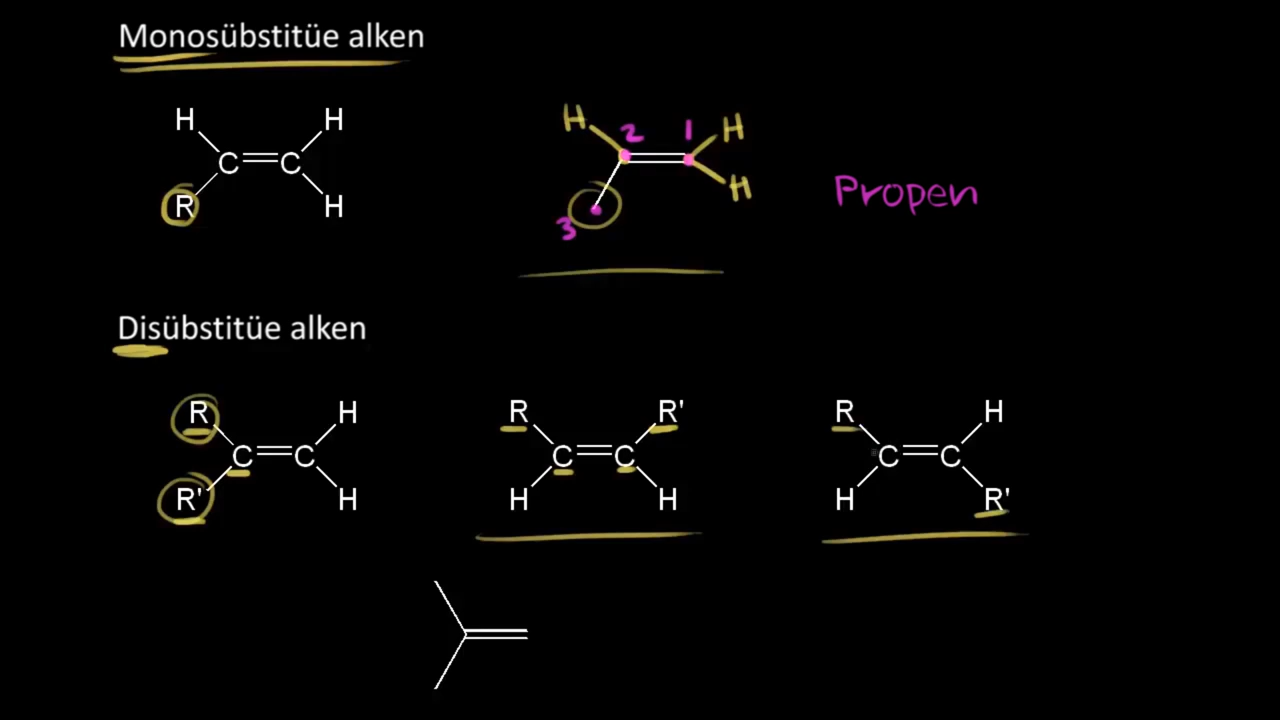 Monosübstitüe alken
H H H 2 1 H
C C
R H 3 H Propen
Disübstitüe alken
R H R R' R H
C C C C C C
R' H H H H R'